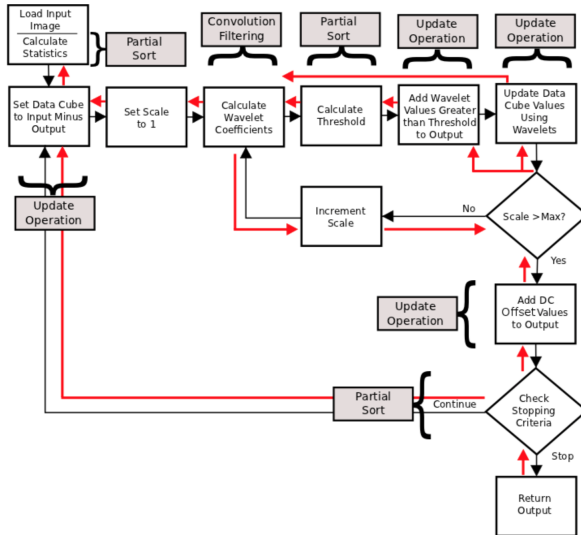 Load Input
Image
Calculate
Statistics
Partial
Sort
Convolution
Filtering
Partial
Sort
Update
Operation
Update
Operation
Set Data Cube
to Input Minus
Output
Set Scale
to 1
Calculate
Wavelet
Coefficients
Calculate
Threshold
Add Wavelet
Values Greater
than Threshold
to Output
Update Data
Cube Values
Using
Wavelets
Update
Operation
Increment
Scale
No
Scale >Max?
Yes
Update
Operation
Add DC
Offset Values
to Output
Partial
Sort
Continue
Check
Stopping
Criteria
Stop
Return
Output